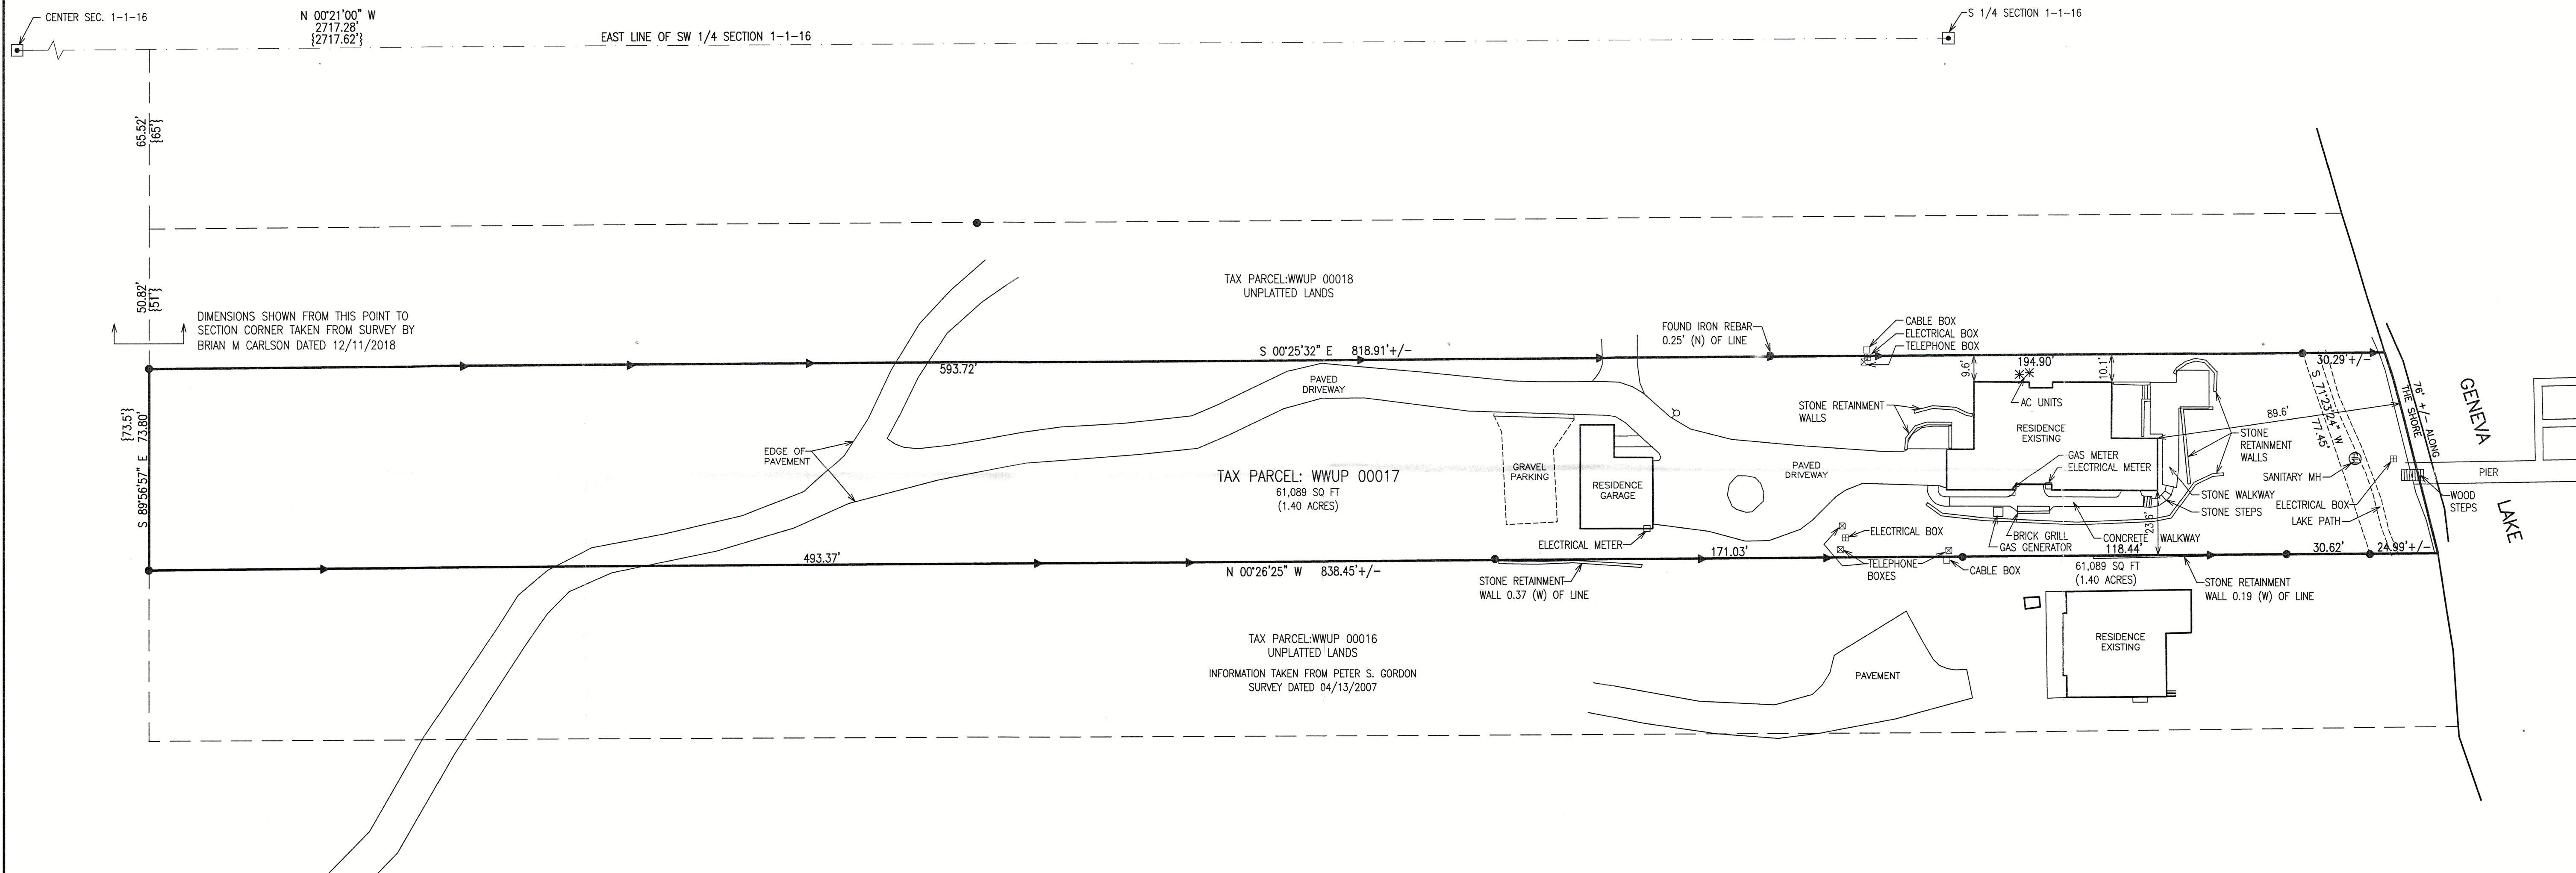 CENTER SEC. 1-1-16
N 00°21'00" W
2717.28'
{2717.62'}
EAST LINE OF SW 1/4 SECTION 1-1-16
S 1/4 SECTION 1-1-16
65.52'
{65'}
50.82'
{51'}
DIMENSIONS SHOWN FROM THIS POINT TO
SECTION CORNER TAKEN FROM SURVEY BY
BRIAN M CARLSON DATED 12/11/2018
TAX PARCEL:WWUP 00018
UNPLATTED LANDS
S 00°25'32" E 818.91'+/-
593.72'
FOUND IRON REBAR
0.25' (N) OF LINE
CABLE BOX
ELECTRICAL BOX
TELEPHONE BOX
9.6'
194.90'
10.1'
30.29'+/-
{73.5'}
S 89°56'57" E 73.80'
EDGE OF
PAVEMENT
PAVED
DRIVEWAY
STONE RETAINMENT
WALLS
AC UNITS
RESIDENCE
EXISTING
89.6'
S 71°23'24" W
77.45'
76' +/- ALONG
THE SHORE
GENEVA
LAKE
STONE
RETAINMENT
WALLS
TAX PARCEL: WWUP 00017
61,089 SQ FT
(1.40 ACRES)
GRAVEL
PARKING
RESIDENCE
GARAGE
PAVED
DRIVEWAY
GAS METER
ELECTRICAL METER
SANITARY MH
PIER
WOOD
STEPS
STONE WALKWAY
STONE STEPS
ELECTRICAL BOX
LAKE PATH
23.6'
ELECTRICAL METER
ELECTRICAL BOX
BRICK GRILL
GAS GENERATOR
CONCRETE WALKWAY
493.37'
171.03'
118.44'
30.62'
24.99'+/-
N 00°26'25" W 838.45'+/-
STONE RETAINMENT
WALL 0.37 (W) OF LINE
TELEPHONE
BOXES
CABLE BOX
61,089 SQ FT
(1.40 ACRES)
STONE RETAINMENT
WALL 0.19 (W) OF LINE
TAX PARCEL:WWUP 00016
UNPLATTED LANDS
INFORMATION TAKEN FROM PETER S. GORDON
SURVEY DATED 04/13/2007
PAVEMENT
RESIDENCE
EXISTING